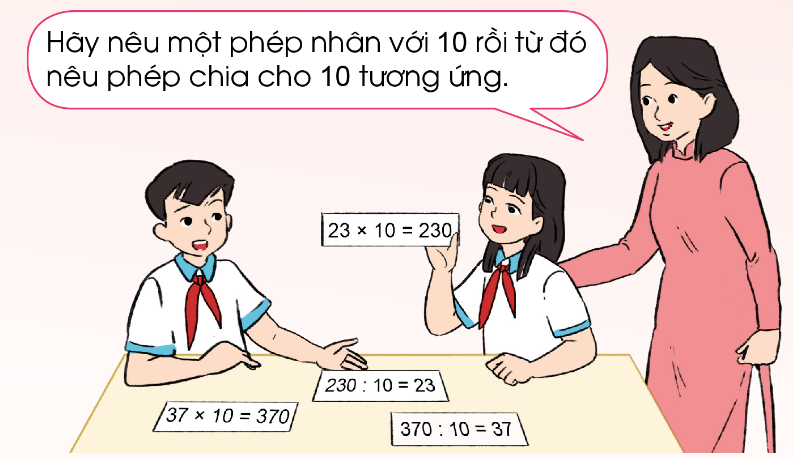 Hãy nêu một phép nhân với 10 rồi từ đó
nêu phép chia cho 10 tương ứng.
23 × 10 = 230
230 : 10 = 23
37 × 10 = 370
370 : 10 = 37